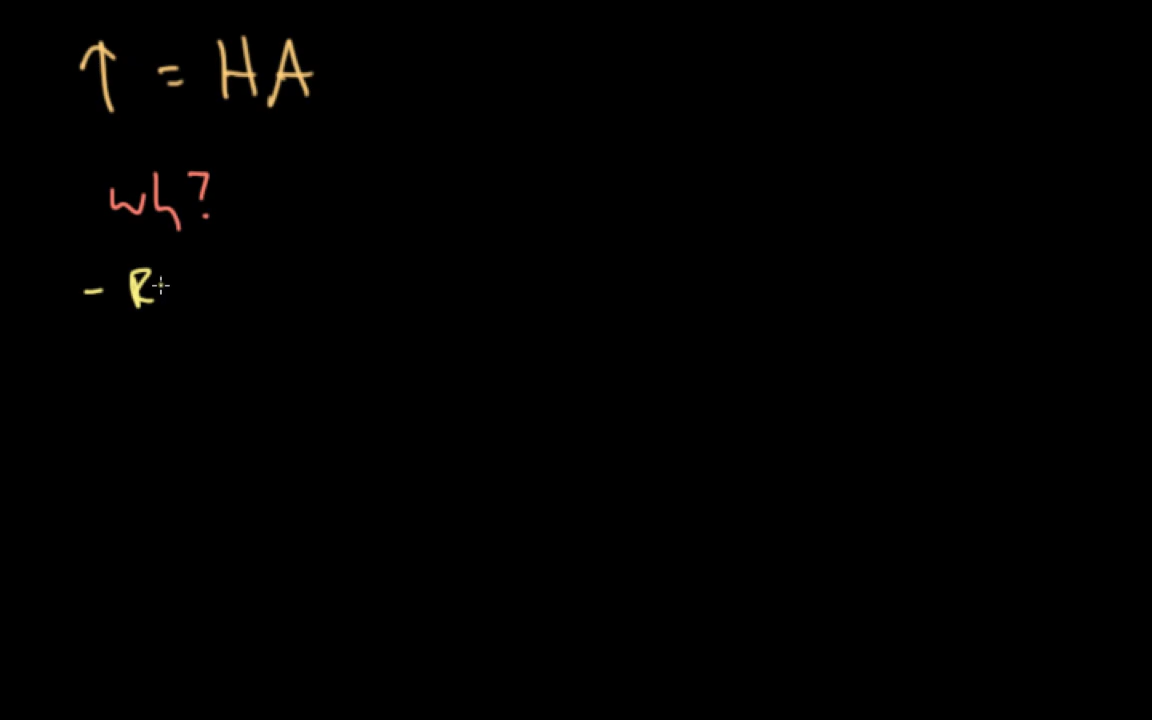 ↑ = HA
wh?
- R